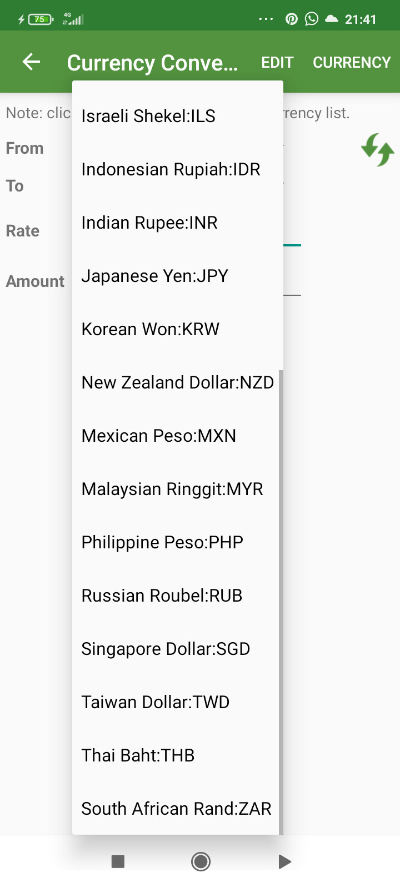 75 4G 21:41
Currency Conve... EDIT CURRENCY
Note: clic rrency list.
From
To
Rate
Amount
Israeli Shekel:ILS
Indonesian Rupiah:IDR
Indian Rupee:INR
Japanese Yen:JPY
Korean Won:KRW
New Zealand Dollar:NZD
Mexican Peso:MXN
Malaysian Ringgit:MYR
Philippine Peso:PHP
Russian Roubel:RUB
Singapore Dollar:SGD
Taiwan Dollar:TWD
Thai Baht:THB
South African Rand:ZAR